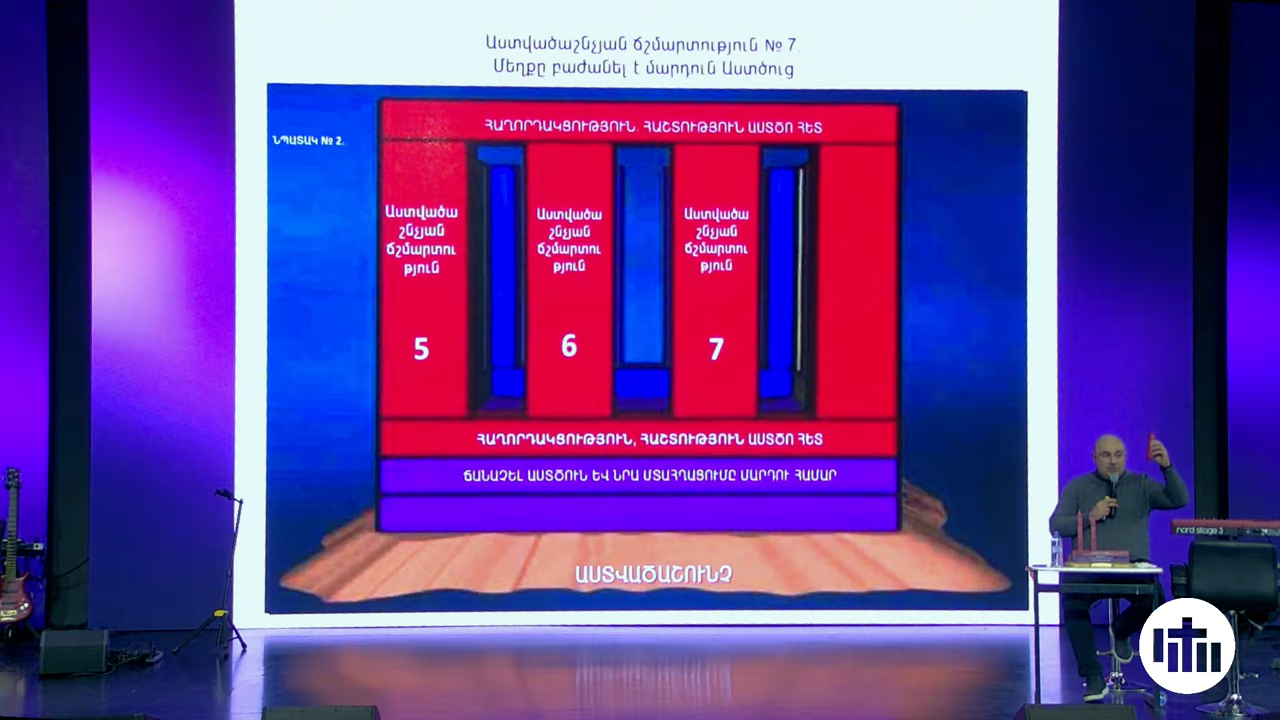 Աստվածաշնչյան ճշմարտություն № 7.
Մեղքը բաժանել է մարդուն Աստծուց
ՆՊԱՏԱԿ № 2.
ՀԱՂՈՐԴԱԿՑՈՒԹՅՈՒՆ. ՀԱՇՏՈՒԹՅՈՒՆ ԱՍՏԾՈ ՀԵՏ
Աստվածա
շնչյան
ճշմարտու
թյուն
5
Աստվածա
շնչյան
ճշմարտու
թյուն
6
Աստվածա
շնչյան
ճշմարտու
թյուն
7
ՀԱՂՈՐԴԱԿՑՈՒԹՅՈՒՆ, ՀԱՇՏՈՒԹՅՈՒՆ ԱՍՏԾՈ ՀԵՏ
ՃԱՆԱՉԵԼ ԱՍՏԾՈՒՆ ԵՎ ՆՐԱ ՄՏԱՀՂԱՑՈՒՄԸ ՄԱՐԴՈՒ ՀԱՄԱՐ
ԱՍՏՎԱԾԱՇՈՒՆՉ
nord stage 3